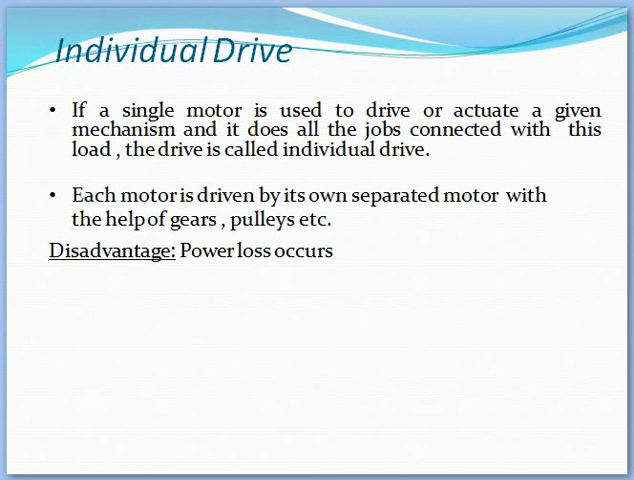 Individual Drive
• If a single motor is used to drive or actuate a given
mechanism and it does all the jobs connected with this
load , the drive is called individual drive.
• Each motor is driven by its own separated motor with
the help of gears , pulleys etc.
Disadvantage: Power loss occurs